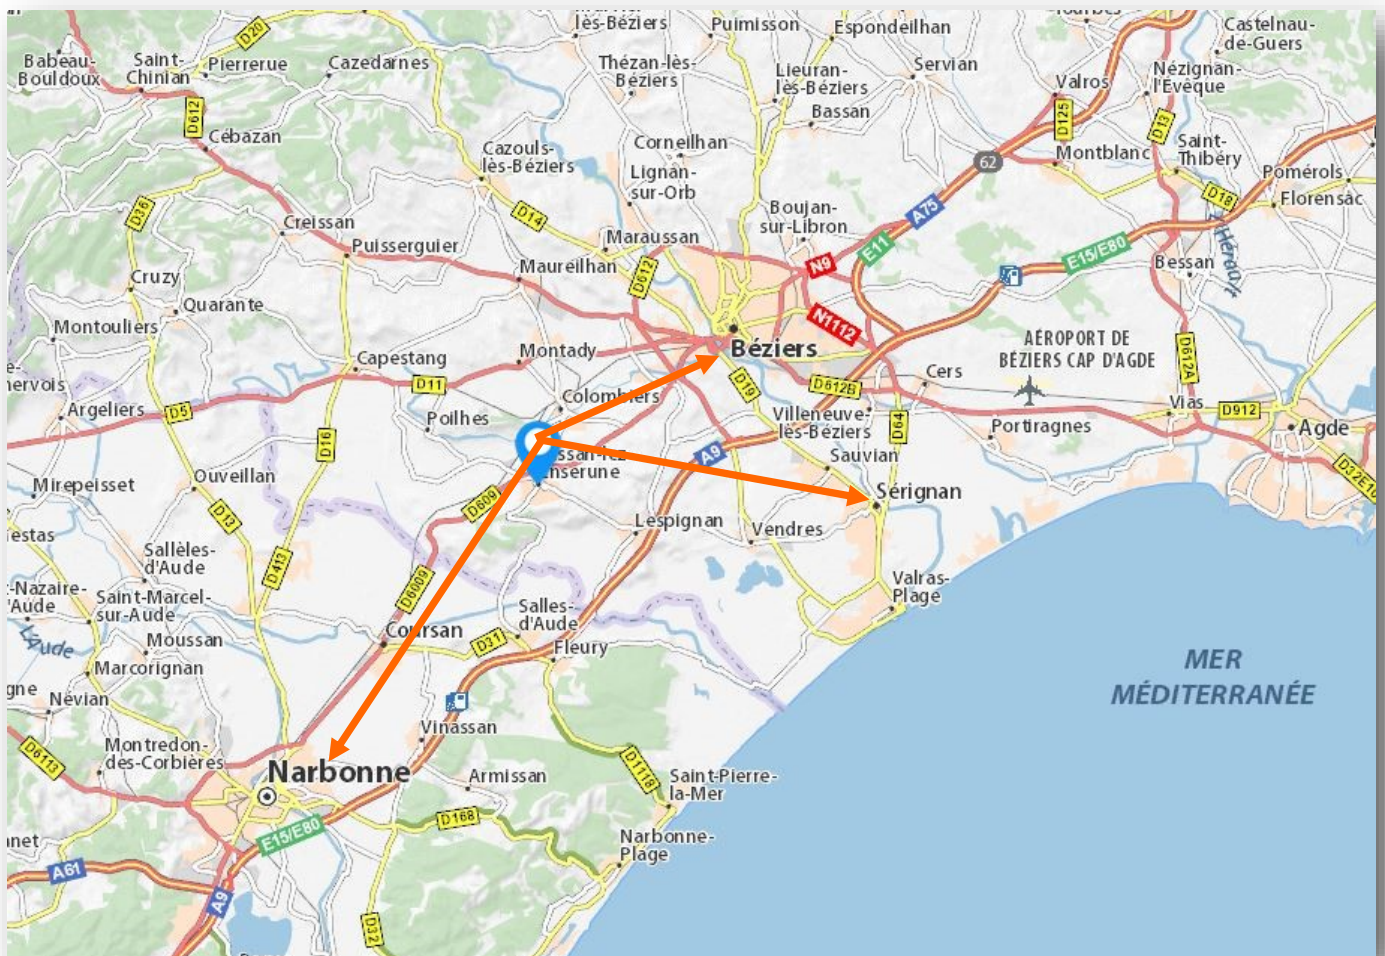 lès-Béziers
Puimisson
Espondeilhan
Castelnau-
de-Guers
D20
Babeau-
Bouldoux
Saint-
Chinian
Pierrerue
Cazedarnes
Thézan-lès-
Béziers
Lieuran-
lès-Béziers
Servian
Valros
Nézignan-
l'Evêque
Bassan
D612
Cébazan
D125
D13
Corneilhan
Cazouls-
lès-Béziers
62
Montblanc
Saint-
Thibéry
Lignan-
sur-Orb
Pomérols
D18
Florensac
D36
Creissan
D14
Boujan-
sur-Libron
A75
Puisserguier
Maraussan
E11
E15/E80
L'Hérault
Maureilhan
D612
N9
Bessan
Cruzy
Quarante
Montouliers
N1112
AÉROPORT DE
BÉZIERS CAP D'AGDE
Béziers
Capestang
Montady
D612A
D11
D19
D612B
Cers
Argeliers
D5
Colombiers
Poilhes
Villeneuve-
lès-Béziers
D64
Vias
D912
Portiragnes
Agde
D16
A9
Sauvian
Ouveillan
Mirepeisset
D609
Sérignan
D13
Lespignan
Vendres
Sallèles-
d'Aude
D413
D6009
Valras-
Plage
Saint-Marcel-
sur-Aude
Salles-
d'Aude
L'Aude
Moussan
Coursan
D31
Fleury
Marcorignan
MER
MÉDITERRANÉE
Névian
Vinassan
D6113
Montredon-
des-Corbières
Narbonne
Armissan
D1118
Saint-Pierre-
la-Mer
D168
E15/E80
Narbonne-
Plage
A61
A9
D32